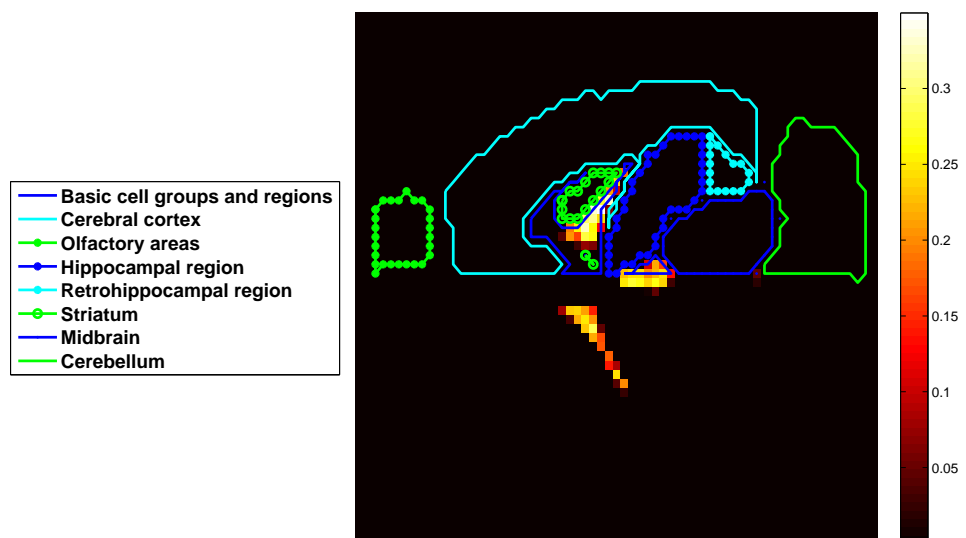 Basic cell groups and regions
Cerebral cortex
Olfactory areas
Hippocampal region
Retrohippocampal region
Striatum
Midbrain
Cerebellum
0.3
0.25
0.2
0.15
0.1
0.05